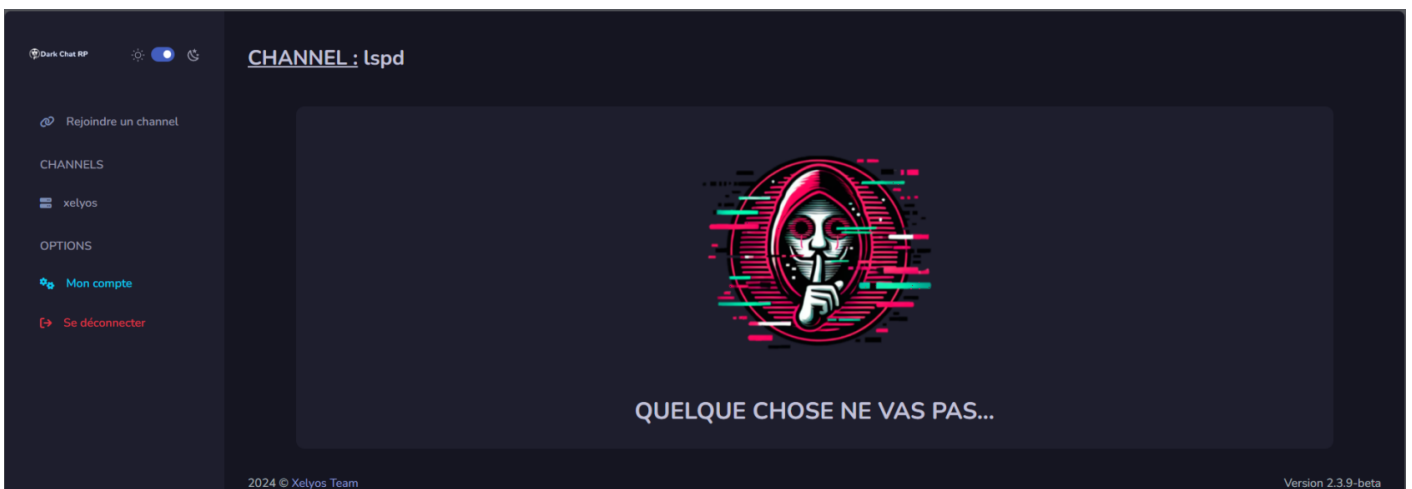 Dark Chat RP
Rejoindre un channel
CHANNELS
xelyos
OPTIONS
Mon compte
Se déconnecter
CHANNEL : lspd
QUELQUE CHOSE NE VAS PAS...
2024 © Xelyos Team
Version 2.3.9-beta